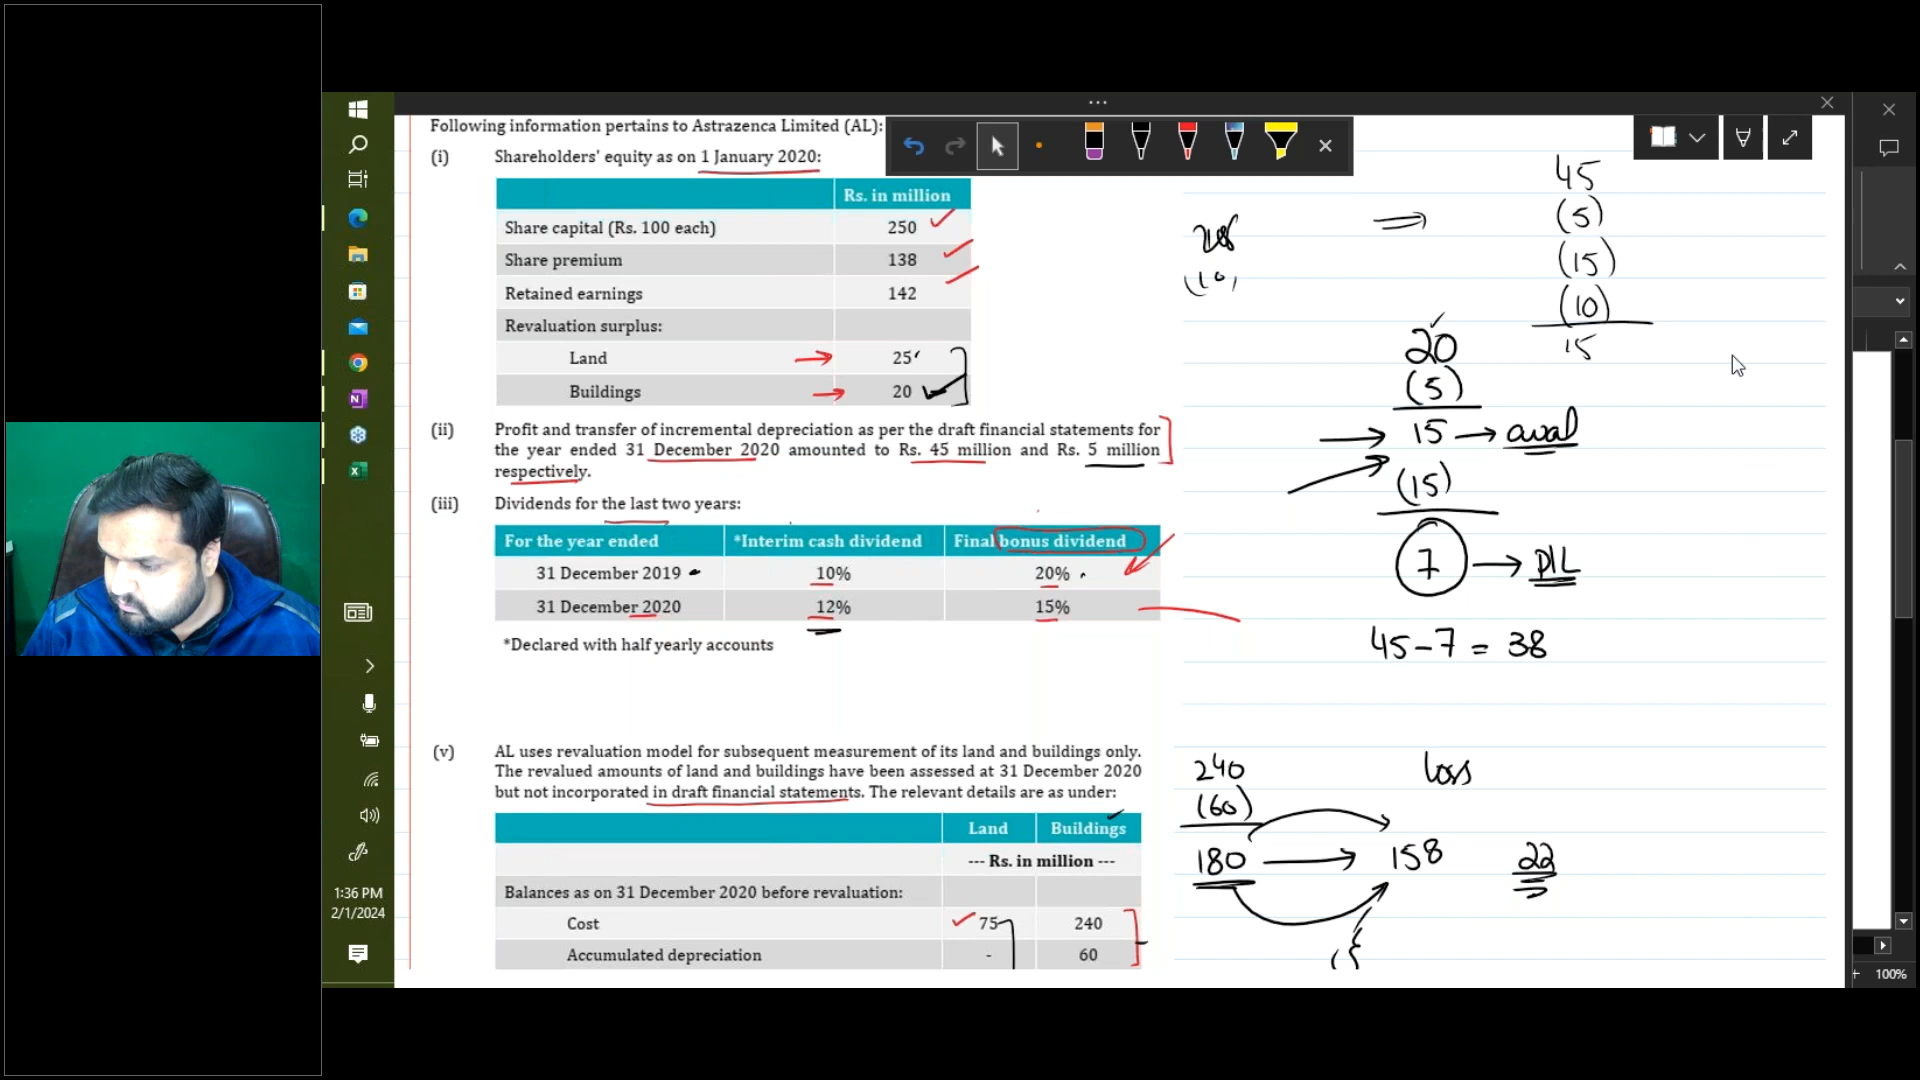 Following information pertains to Astrazenca Limited (AL):
(i) Shareholders' equity as on 1 January 2020:
Rs. in million
Share capital (Rs. 100 each) 250
Share premium 138
Retained earnings 142
Revaluation surplus:
Land 25
Buildings 20
(ii) Profit and transfer of incremental depreciation as per the draft financial statements for
the year ended 31 December 2020 amounted to Rs. 45 million and Rs. 5 million
respectively.
(iii) Dividends for the last two years:
For the year ended *Interim cash dividend Final bonus dividend
31 December 2019 10% 20%
31 December 2020 12% 15%
*Declared with half yearly accounts
(v) AL uses revaluation model for subsequent measurement of its land and buildings only.
The revalued amounts of land and buildings have been assessed at 31 December 2020
but not incorporated in draft financial statements. The relevant details are as under:
Land Buildings
--- Rs. in million ---
Balances as on 31 December 2020 before revaluation:
Cost 75 240
Accumulated depreciation - 60
(10)
45
(5)
(15)
(10)
15
20
(5)
15 → aval
(15)
7 → P/L
45 - 7 = 38
240 loss
(60)
180 → 158 22
1:36 PM
2/1/2024
100%